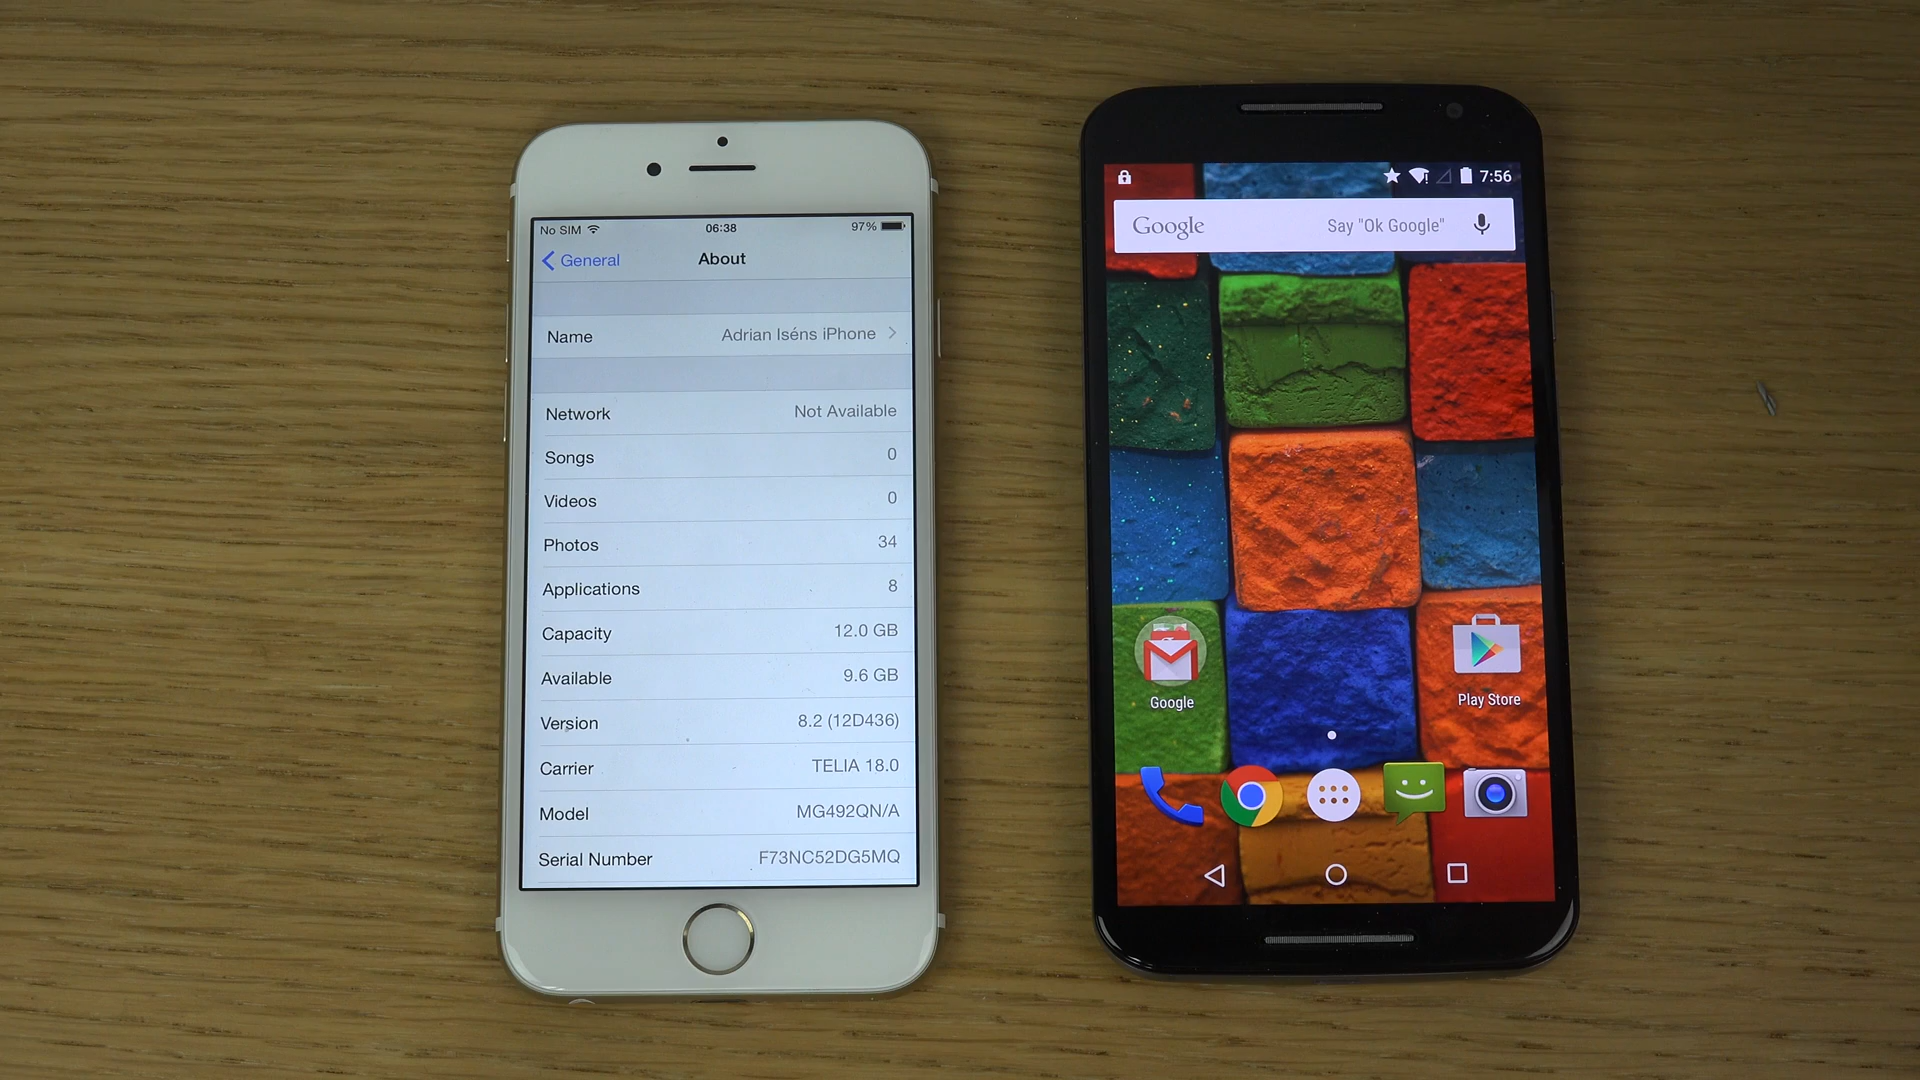 No SIM 06:38 97%
General About
Name Adrian Iséns iPhone
Network Not Available
Songs 0
Videos 0
Photos 34
Applications 8
Capacity 12.0 GB
Available 9.6 GB
Version 8.2 (12D436)
Carrier TELIA 18.0
Model MG492QN/A
Serial Number F73NC52DG5MQ
7:56
Google Say "Ok Google"
Google Play Store